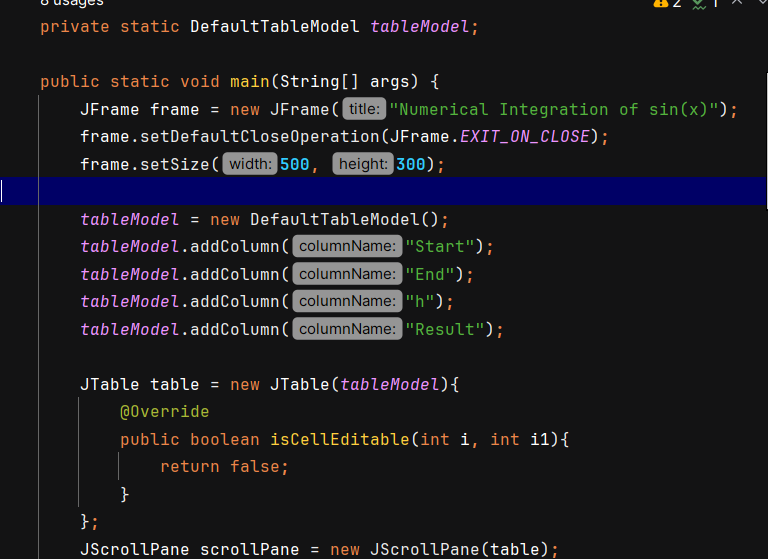 8 usages
2 1
private static DefaultTableModel tableModel;
public static void main(String[] args) {
JFrame frame = new JFrame( title: "Numerical Integration of sin(x)");
frame.setDefaultCloseOperation(JFrame.EXIT_ON_CLOSE);
frame.setSize( width: 500, height: 300);
tableModel = new DefaultTableModel();
tableModel.addColumn( columnName: "Start");
tableModel.addColumn( columnName: "End");
tableModel.addColumn( columnName: "h");
tableModel.addColumn( columnName: "Result");
JTable table = new JTable(tableModel){
@Override
public boolean isCellEditable(int i, int i1){
return false;
}
};
JScrollPane scrollPane = new JScrollPane(table);